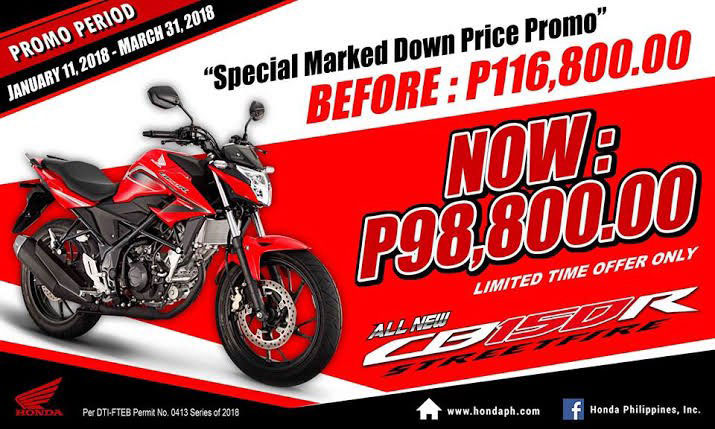 PROMO PERIOD
JANUARY 11, 2018 - MARCH 31, 2018
“Special Marked Down Price Promo”
BEFORE : P116,800.00
NOW :
P98,800.00
LIMITED TIME OFFER ONLY
ALL NEW
CB150R
STREETFIRE
HONDA
Per DTI-FTEB Permit No. 0413 Series of 2018
www.hondaph.com
Honda Philippines, Inc.